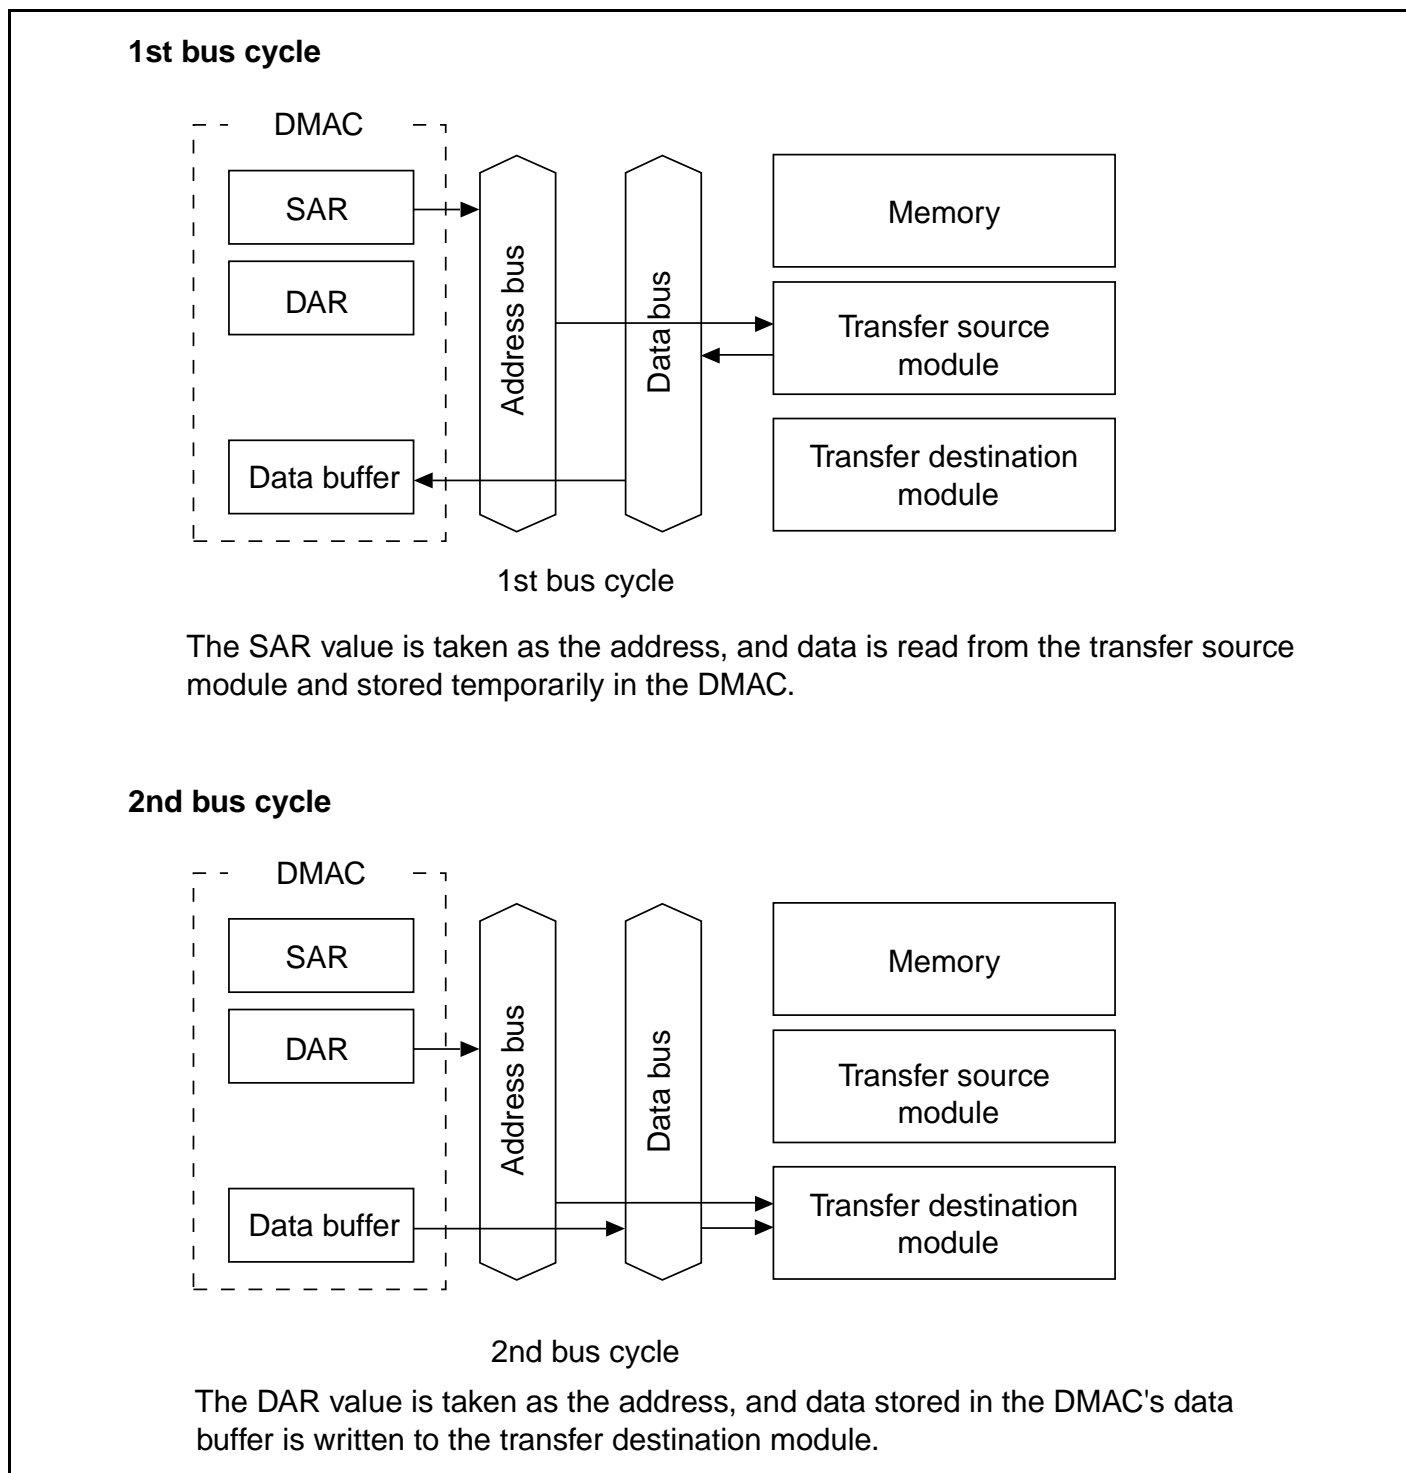 1st bus cycle
DMAC
SAR
DAR
Data buffer
Address bus
Data bus
Memory
Transfer source
module
Transfer destination
module
1st bus cycle
The SAR value is taken as the address, and data is read from the transfer source
module and stored temporarily in the DMAC.
2nd bus cycle
DMAC
SAR
DAR
Data buffer
Address bus
Data bus
Memory
Transfer source
module
Transfer destination
module
2nd bus cycle
The DAR value is taken as the address, and data stored in the DMAC's data
buffer is written to the transfer destination module.